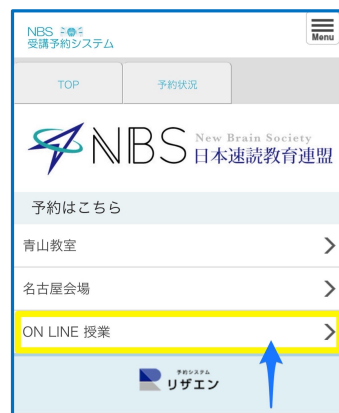 NBS
受講予約システム
Menu
TOP
予約状況
NBS
New Brain Society
日本速読教育連盟
予約はこちら
青山教室
名古屋会場
ON LINE 授業
予約システム
リザエン